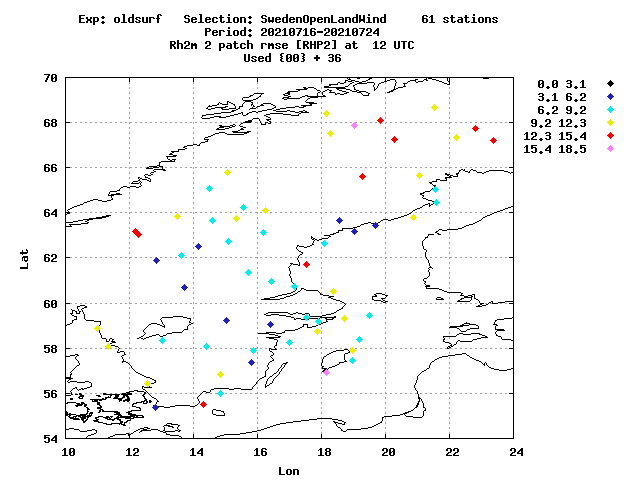 Exp: oldsurf   Selection: SwedenOpenLandWind     61 stations
Period: 20210716-20210724
Rh2m 2 patch rmse [RHP2] at  12 UTC
Used {00} + 36
0.0 3.1
3.1 6.2
6.2 9.2
9.2 12.3
12.3 15.4
15.4 18.5
70
68
66
64
62
60
58
56
54
Lat
10 12 14 16 18 20 22 24
Lon